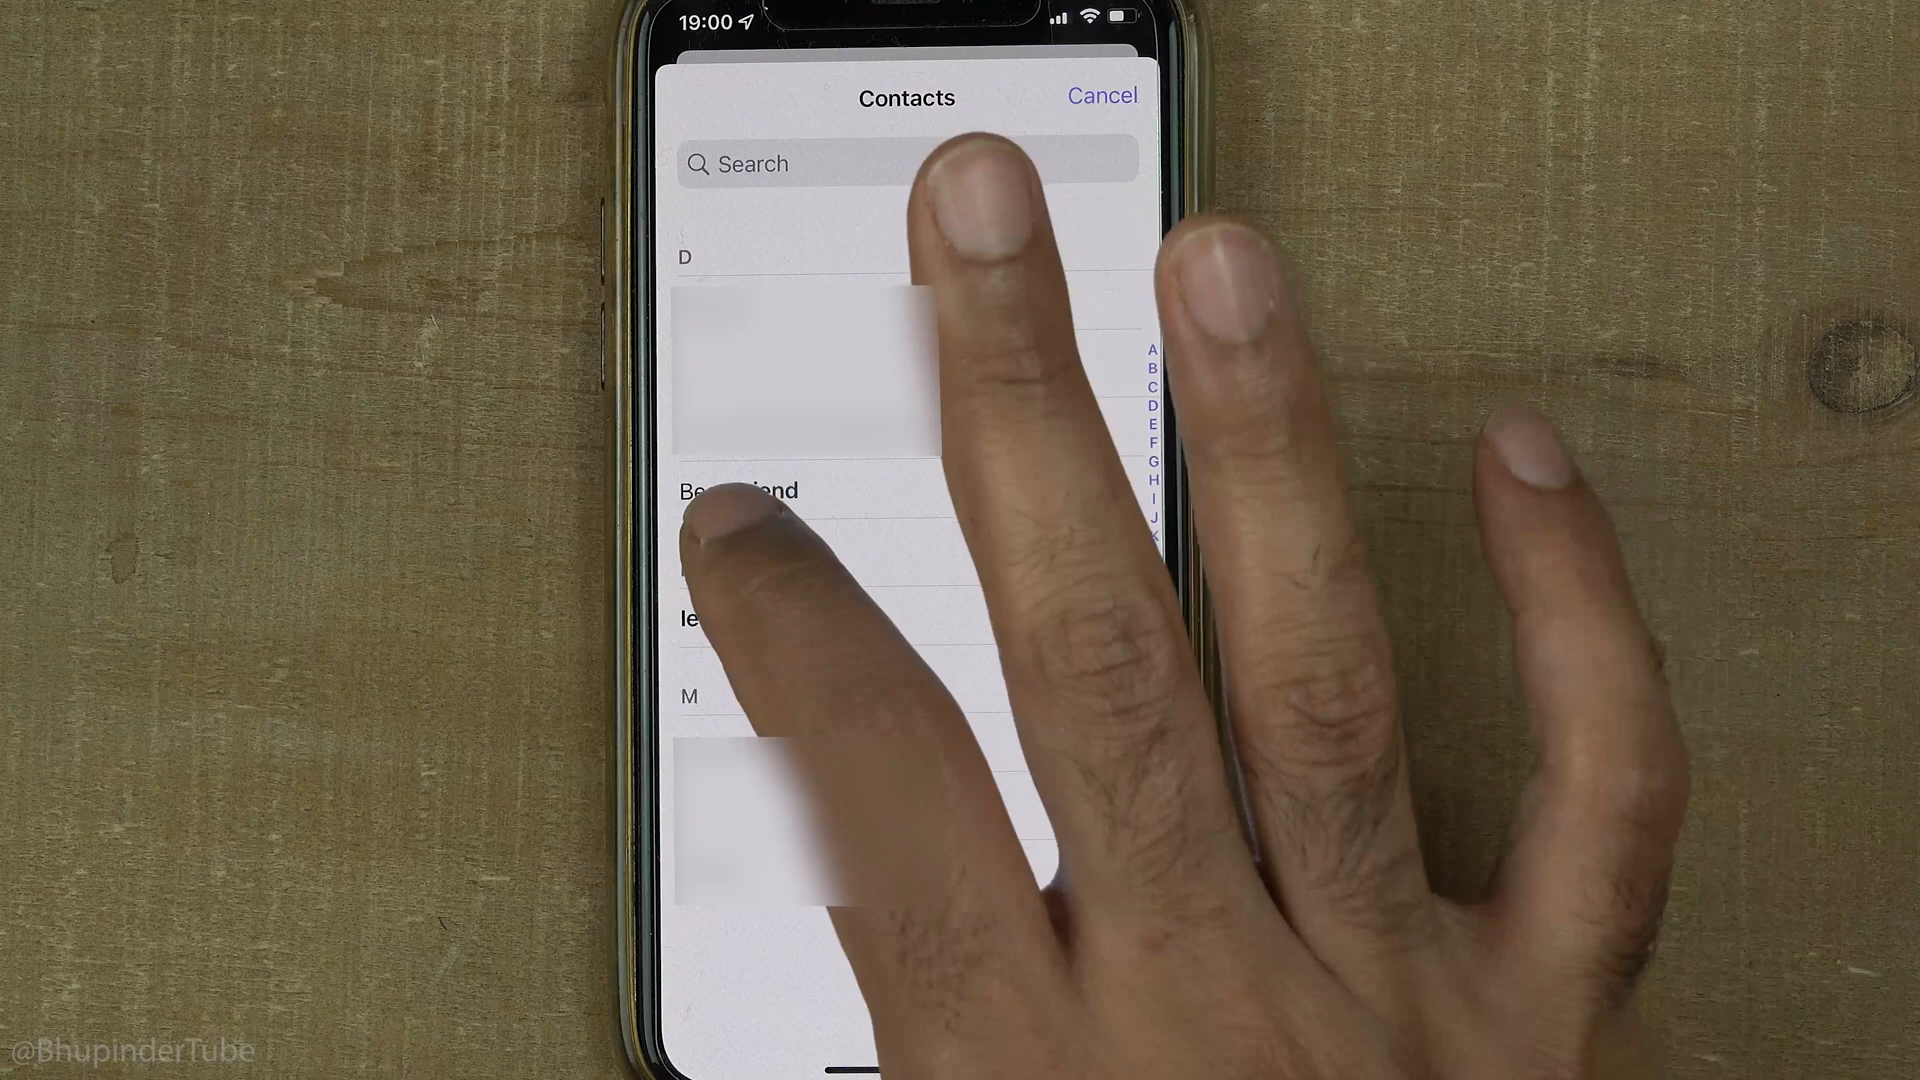 19:00
Contacts
Cancel
Search
D
A
B
C
D
E
F
G
H
I
J
K
M
@BhupinderTube